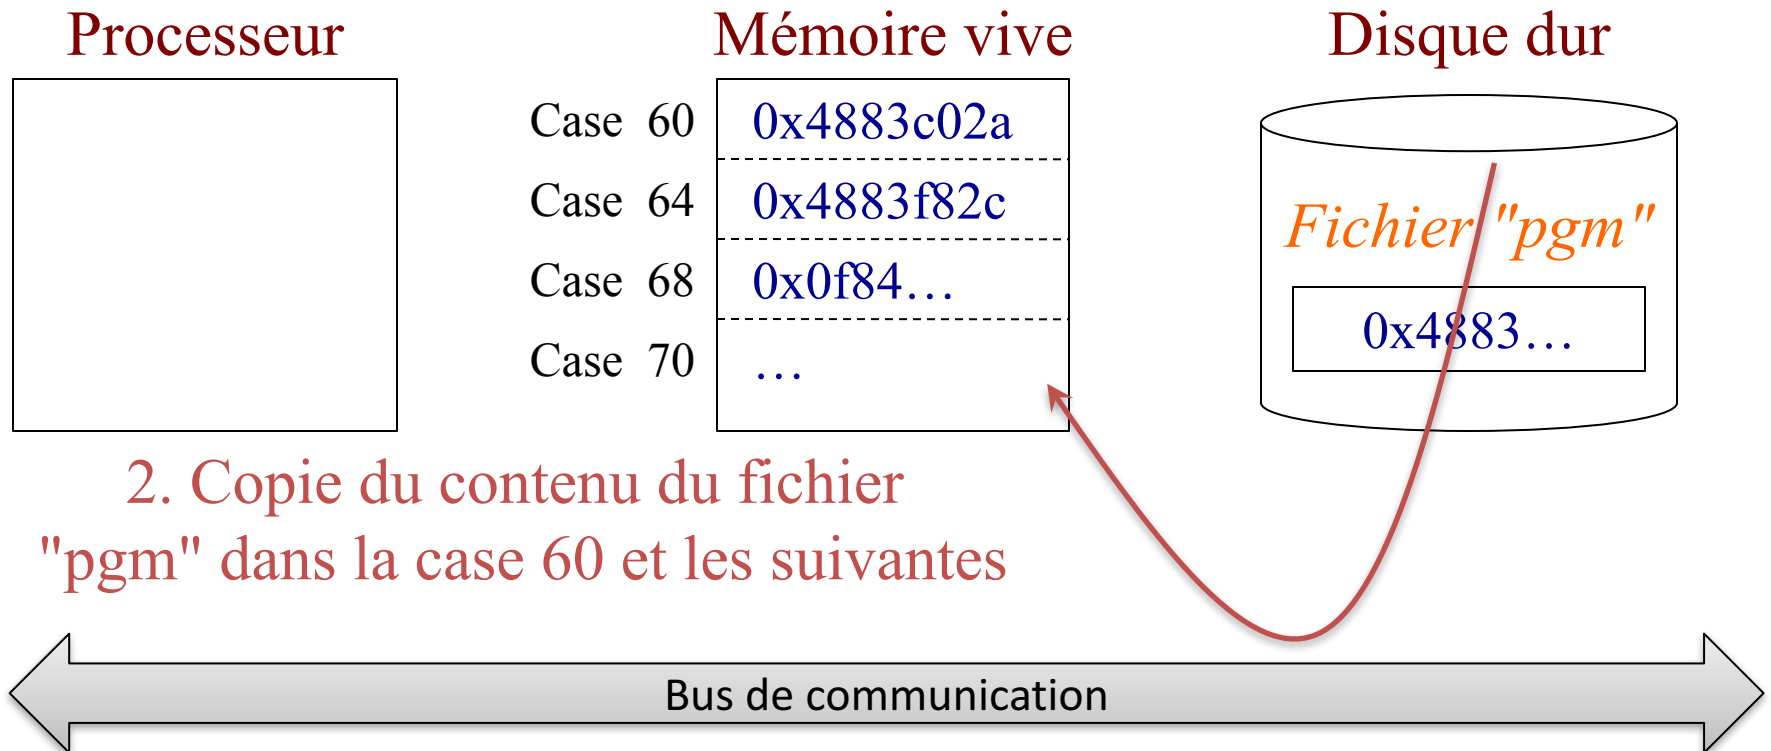 Processeur
Mémoire vive
Disque dur
Case 60
0x4883c02a
Case 64
0x4883f82c
Case 68
0x0f84…
Case 70
…
Fichier "pgm"
0x4883…
2. Copie du contenu du fichier
"pgm" dans la case 60 et les suivantes
Bus de communication